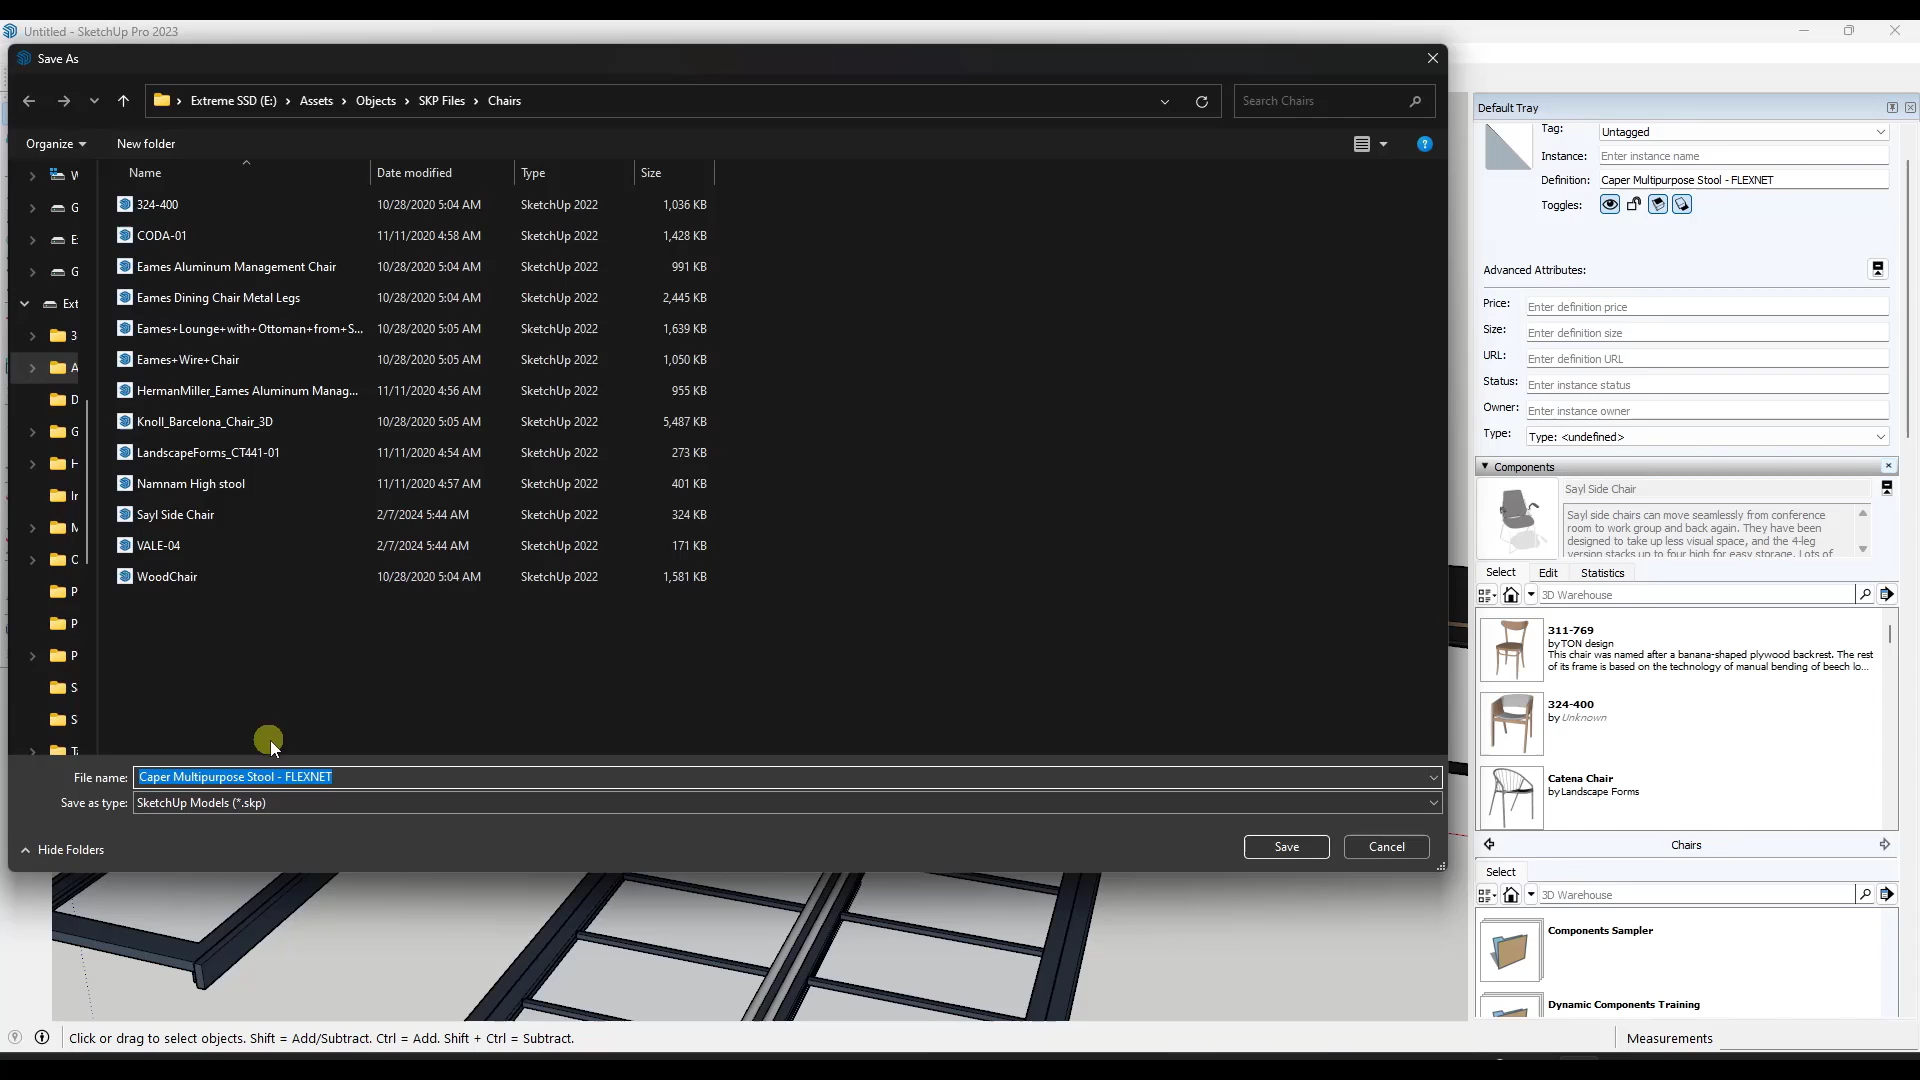 Untitled - SketchUp Pro 2023
Save As
Extreme SSD (E:) › Assets › Objects › SKP Files › Chairs
Search Chairs
Organize
New folder
Name Date modified Type Size
324-400 10/28/2020 5:04 AM SketchUp 2022 1,036 KB
CODA-01 11/11/2020 4:58 AM SketchUp 2022 1,428 KB
Eames Aluminum Management Chair 10/28/2020 5:04 AM SketchUp 2022 991 KB
Eames Dining Chair Metal Legs 10/28/2020 5:04 AM SketchUp 2022 2,445 KB
Eames+Lounge+with+Ottoman+from+S... 10/28/2020 5:05 AM SketchUp 2022 1,639 KB
Eames+Wire+Chair 10/28/2020 5:05 AM SketchUp 2022 1,050 KB
HermanMiller_Eames Aluminum Manag... 11/11/2020 4:56 AM SketchUp 2022 955 KB
Knoll_Barcelona_Chair_3D 10/28/2020 5:05 AM SketchUp 2022 5,487 KB
LandscapeForms_CT441-01 11/11/2020 4:54 AM SketchUp 2022 273 KB
Namnam High stool 11/11/2020 4:57 AM SketchUp 2022 401 KB
Sayl Side Chair 2/7/2024 5:44 AM SketchUp 2022 324 KB
VALE-04 2/7/2024 5:44 AM SketchUp 2022 171 KB
WoodChair 10/28/2020 5:04 AM SketchUp 2022 1,581 KB
G
E
G
Ext
3
A
D
G
H
In
M
O
P
P
P
S
S
T
File name: Caper Multipurpose Stool - FLEXNET
Save as type: SketchUp Models (*.skp)
Hide Folders
Save
Cancel
Default Tray
Tag: Untagged
Instance: Enter instance name
Definition: Caper Multipurpose Stool - FLEXNET
Toggles:
Advanced Attributes:
Price: Enter definition price
Size: Enter definition size
URL: Enter definition URL
Status: Enter instance status
Owner: Enter instance owner
Type: Type: <undefined>
Components
Sayl Side Chair
Sayl side chairs can move seamlessly from conference
room to work group and back again. They have been
designed to take up less visual space, and the 4-leg
version stacks up to four high for easy storage. Lots of
Select Edit Statistics
3D Warehouse
311-769
by TON design
This chair was named after a banana-shaped plywood backrest. The rest
of its frame is based on the technology of manual bending of beech lo...
324-400
by Unknown
Catena Chair
by Landscape Forms
Chairs
Select
3D Warehouse
Components Sampler
Dynamic Components Training
Click or drag to select objects. Shift = Add/Subtract. Ctrl = Add. Shift + Ctrl = Subtract.
Measurements